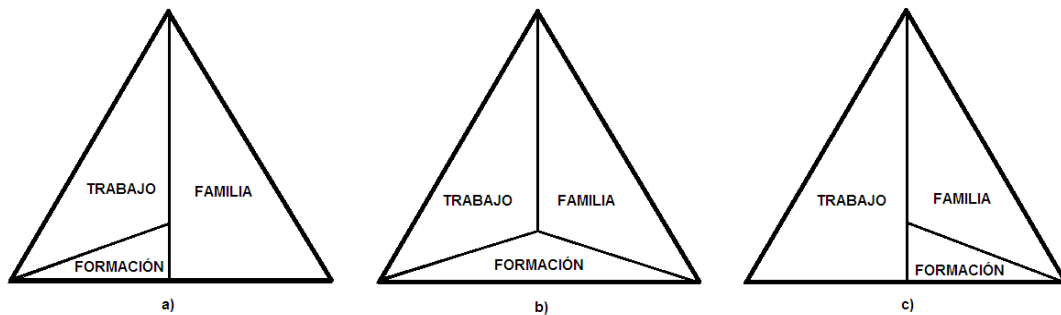 TRABAJO
FAMILIA
FORMACIÓN
a)
TRABAJO
FAMILIA
FORMACIÓN
b)
TRABAJO
FAMILIA
FORMACIÓN
c)